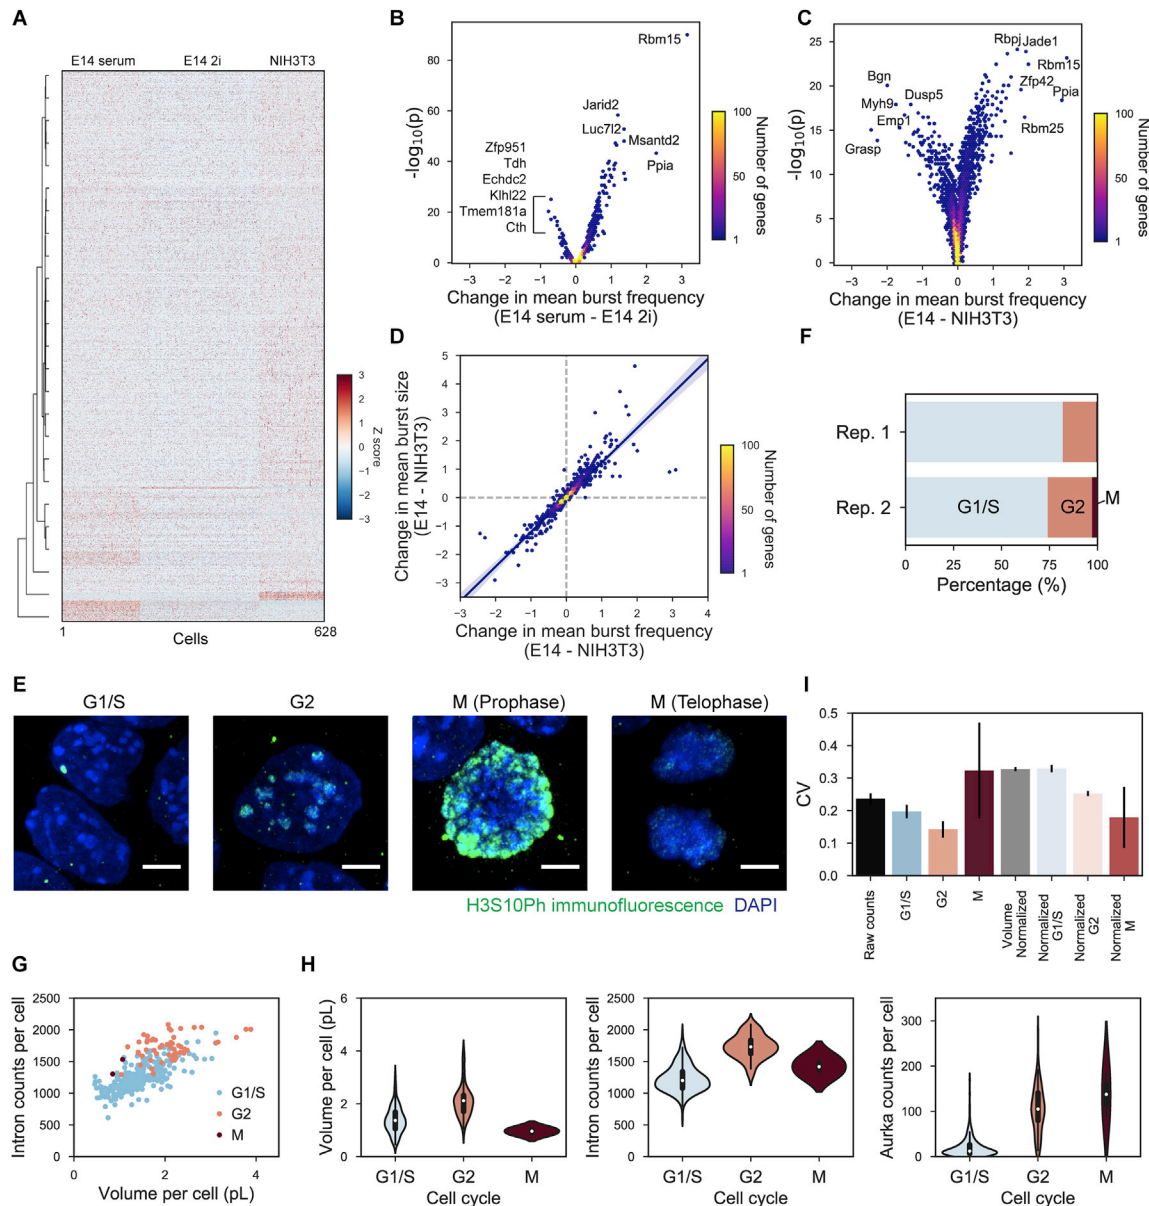 A
E14 serum
E14 2i
NIH3T3
3
2
1
0
−1
−2
−3
Z score
1
628
Cells
B
-log10(p)
80
60
40
20
0
−3
−2
−1
0
1
2
3
Rbm15
Jarid2
Luc7l2
Msantd2
Ppia
Zfp951
Tdh
Echdc2
Klhl22
Tmem181a
Cth
100
50
1
Number of genes
Change in mean burst frequency
(E14 serum - E14 2i)
C
-log10(p)
25
20
15
10
5
0
−3
−2
−1
0
1
2
3
Rbpj
Jade1
Rbm15
Zfp42
Ppia
Rbm25
Bgn
Dusp5
Myh9
Emp1
Grasp
100
50
1
Number of genes
Change in mean burst frequency
(E14 - NIH3T3)
D
Change in mean burst size
(E14 - NIH3T3)
5
4
3
2
1
0
−1
−2
−3
−3
−2
−1
0
1
2
3
4
100
50
1
Number of genes
Change in mean burst frequency
(E14 - NIH3T3)
F
Rep. 1
Rep. 2
G1/S
G2
M
0
25
50
75
100
Percentage (%)
E
G1/S
G2
M (Prophase)
M (Telophase)
H3S10Ph immunofluorescence DAPI
I
CV
0.5
0.4
0.3
0.2
0.1
0.0
Raw counts
G1/S
G2
M
Volume
Normalized
Normalized
G1/S
Normalized
G2
Normalized
M
G
Intron counts per cell
2500
2000
1500
1000
500
0
0
2
4
G1/S
G2
M
Volume per cell (pL)
H
Volume per cell (pL)
6
4
2
0
G1/S
G2
M
Cell cycle
Intron counts per cell
2500
2000
1500
1000
500
0
G1/S
G2
M
Cell cycle
Aurka counts per cell
300
200
100
0
G1/S
G2
M
Cell cycle